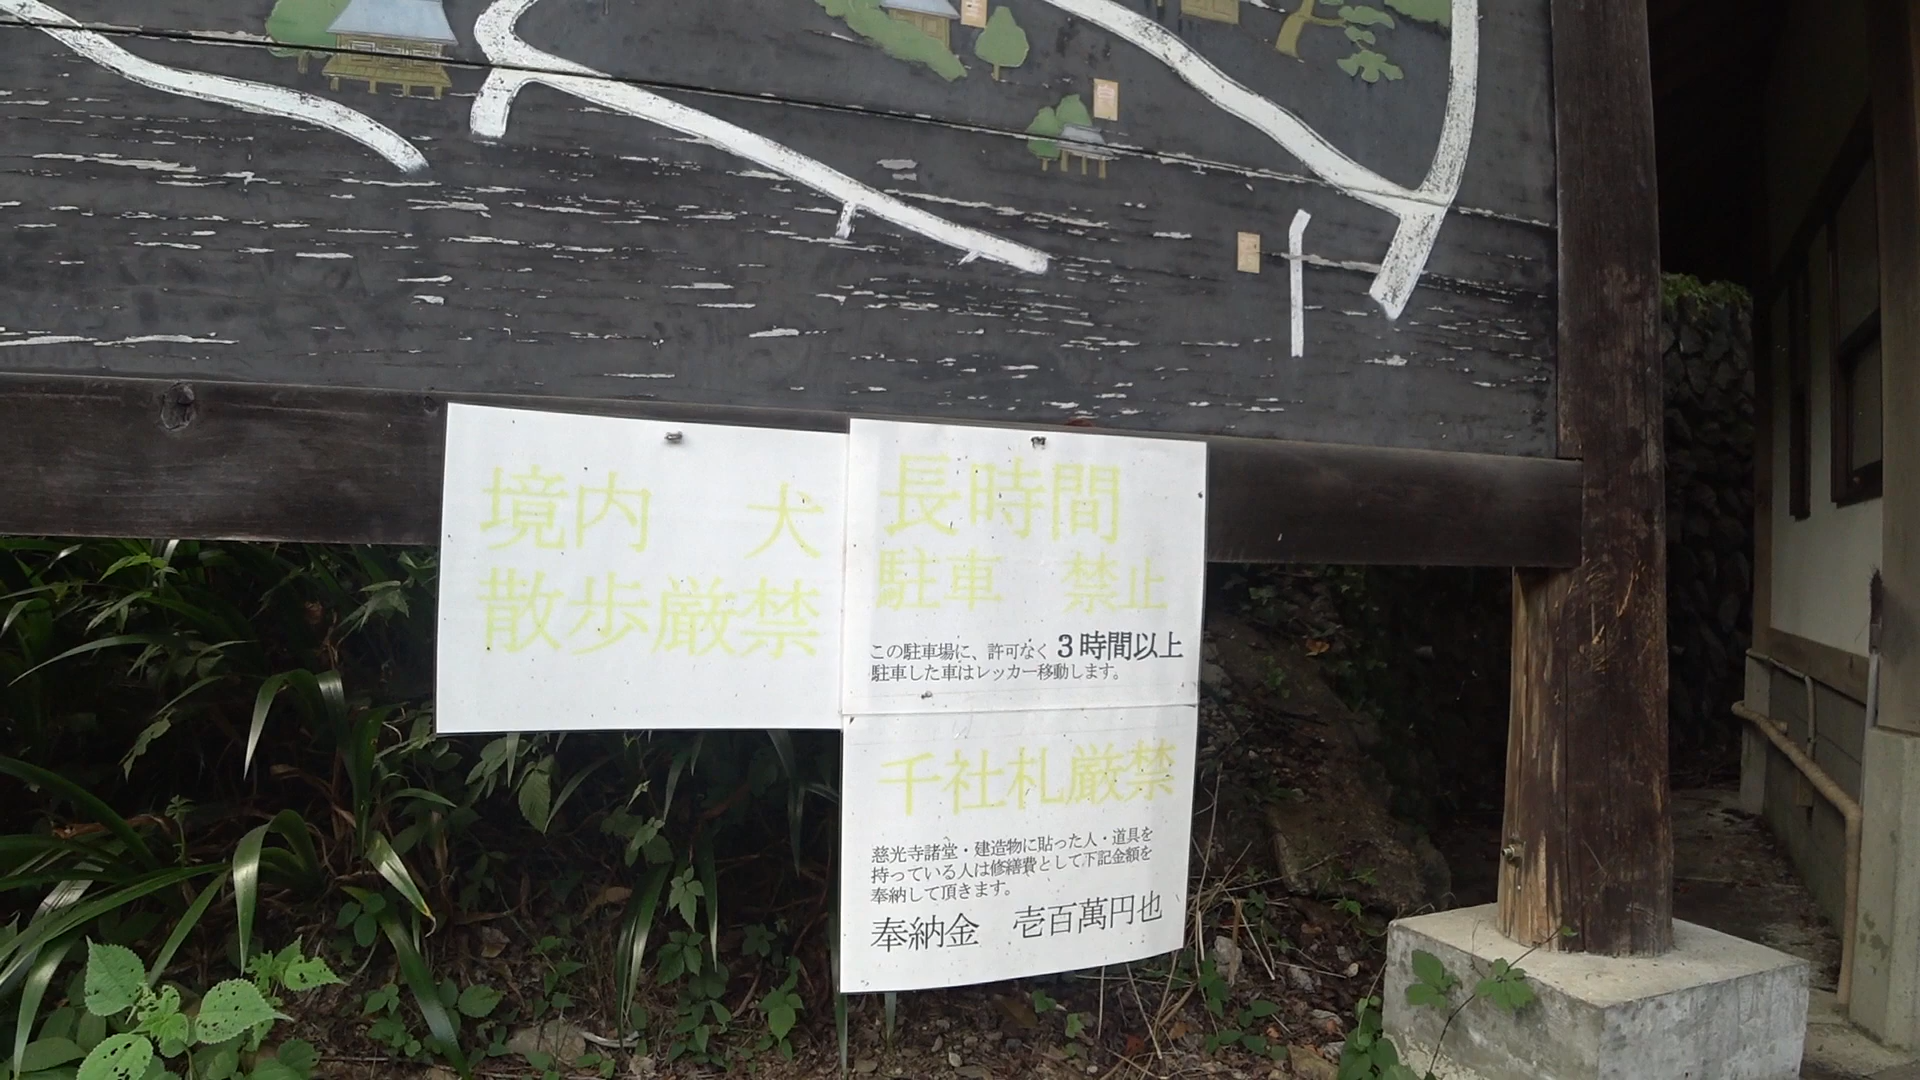 境内 犬
散歩厳禁
長時間
駐車 禁止
この駐車場に、許可なく 3時間以上
駐車した車はレッカー移動します。
千社札厳禁
慈光寺諸堂・建造物に貼った人・道具を
持っている人は修繕費として下記金額を
奉納して頂きます。
奉納金 壱百萬円也